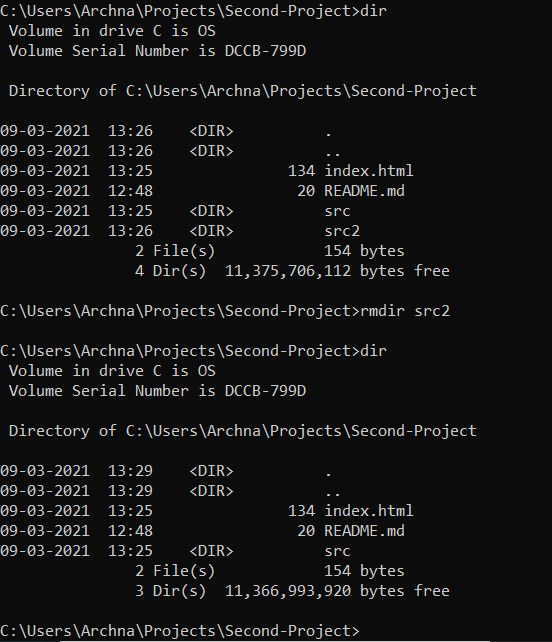 C:\Users\Archna\Projects\Second-Project>dir
 Volume in drive C is OS
 Volume Serial Number is DCCB-799D

 Directory of C:\Users\Archna\Projects\Second-Project

09-03-2021  13:26    <DIR>          .
09-03-2021  13:26    <DIR>          ..
09-03-2021  13:25               134 index.html
09-03-2021  12:48                20 README.md
09-03-2021  13:25    <DIR>          src
09-03-2021  13:26    <DIR>          src2
               2 File(s)            154 bytes
               4 Dir(s)  11,375,706,112 bytes free

C:\Users\Archna\Projects\Second-Project>rmdir src2

C:\Users\Archna\Projects\Second-Project>dir
 Volume in drive C is OS
 Volume Serial Number is DCCB-799D

 Directory of C:\Users\Archna\Projects\Second-Project

09-03-2021  13:29    <DIR>          .
09-03-2021  13:29    <DIR>          ..
09-03-2021  13:25               134 index.html
09-03-2021  12:48                20 README.md
09-03-2021  13:25    <DIR>          src
               2 File(s)            154 bytes
               3 Dir(s)  11,366,993,920 bytes free

C:\Users\Archna\Projects\Second-Project>